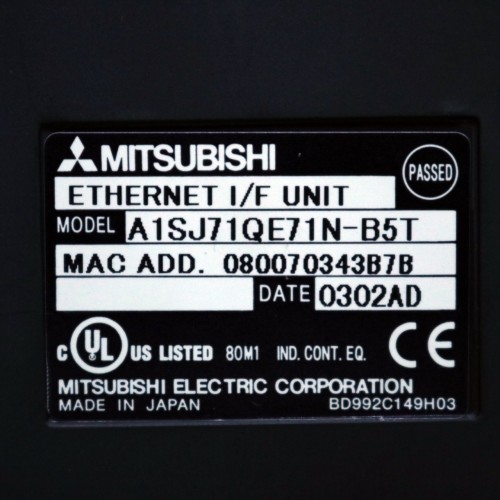 MITSUBISHI
PASSED
ETHERNET I/F UNIT
MODEL A1SJ71QE71N-B5T
MAC ADD. 080070343B7B
DATE 0302AD
C UL US LISTED 80M1 IND. CONT. EQ. CE
MITSUBISHI ELECTRIC CORPORATION
MADE IN JAPAN BD992C149H03